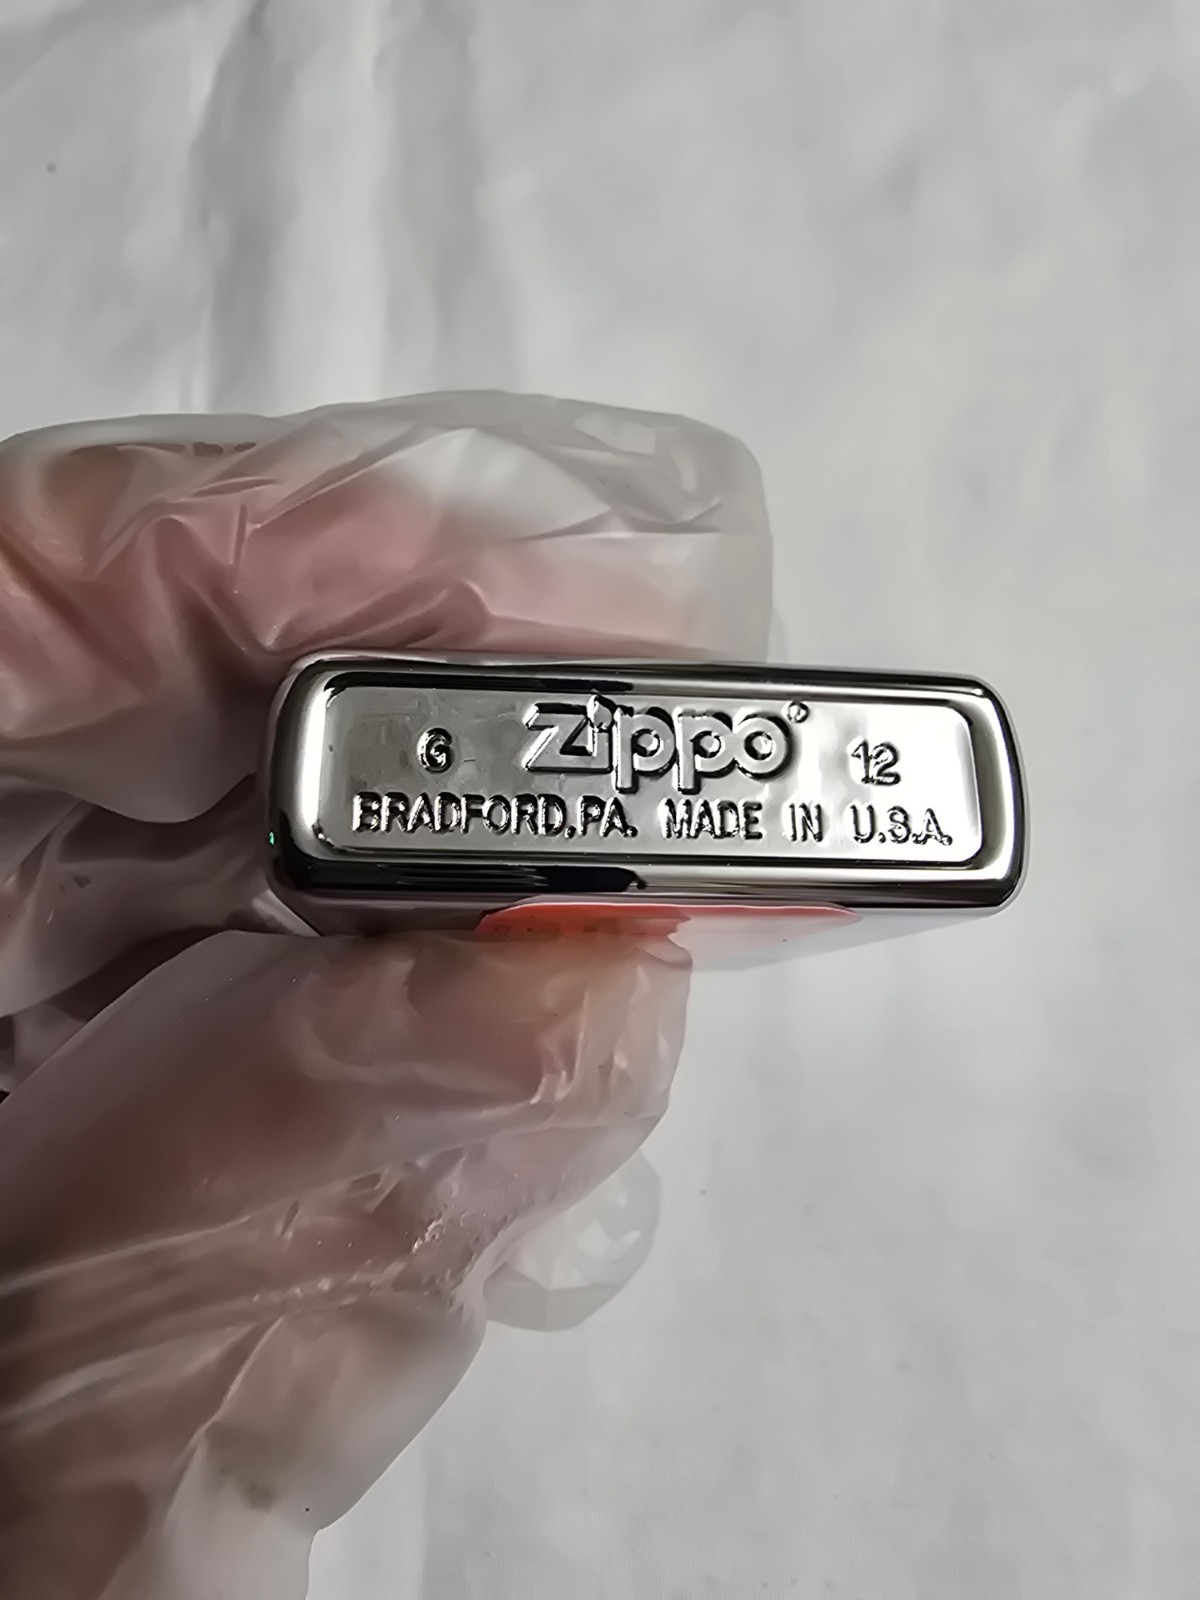 G zippo® 12
BRADFORD,PA. MADE IN U.S.A.